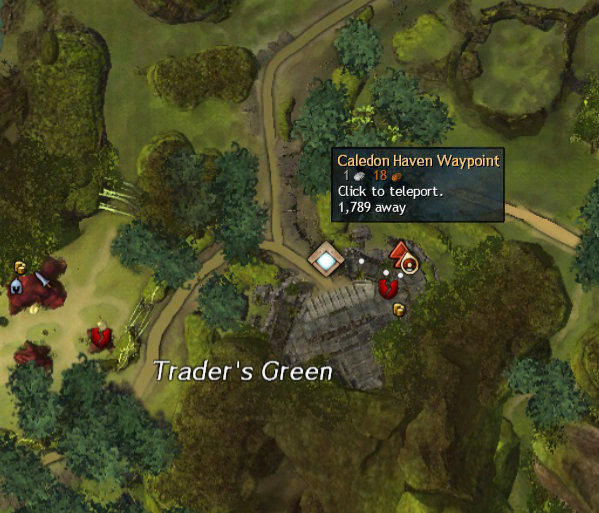 Caledon Haven Waypoint
1 18
Click to teleport.
1,789 away
Trader's Green